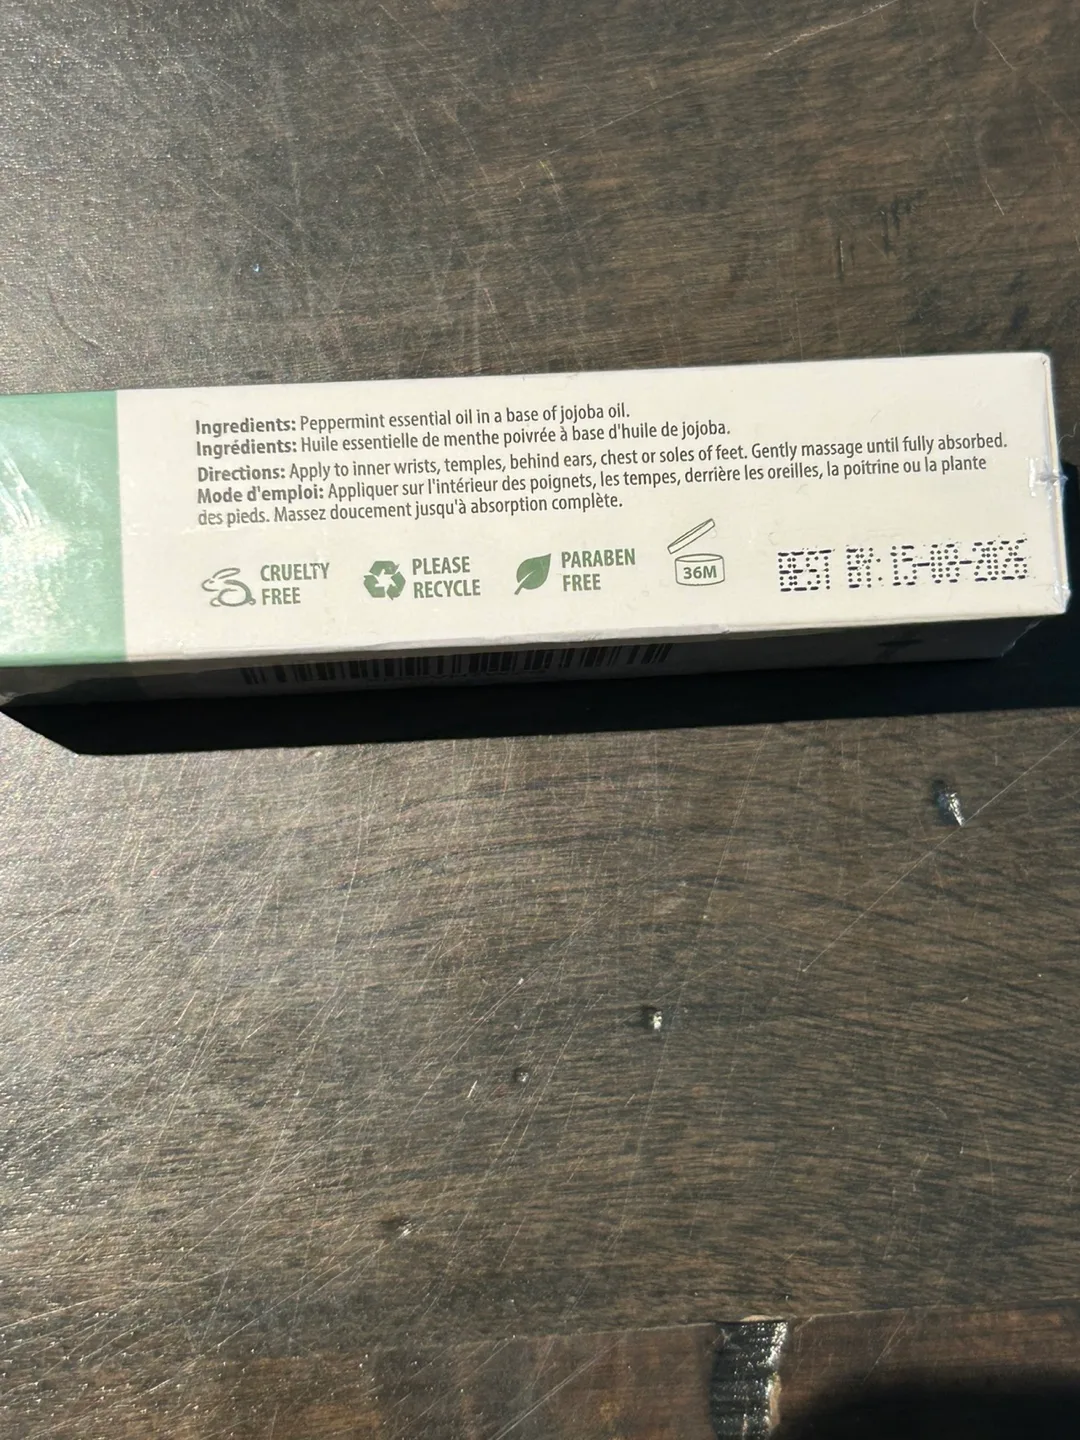 Ingredients: Peppermint essential oil in a base of jojoba oil.
Ingrédients: Huile essentielle de menthe poivrée à base d'huile de jojoba.
Directions: Apply to inner wrists, temples, behind ears, chest or soles of feet. Gently massage until fully absorbed.
Mode d'emploi: Appliquer sur l'intérieur des poignets, les tempes, derrière les oreilles, la poitrine ou la plante
des pieds. Massez doucement jusqu'à absorption complète.
CRUELTY
FREE
PLEASE
RECYCLE
PARABEN
FREE
36M
BEST BY: 15-08-2026